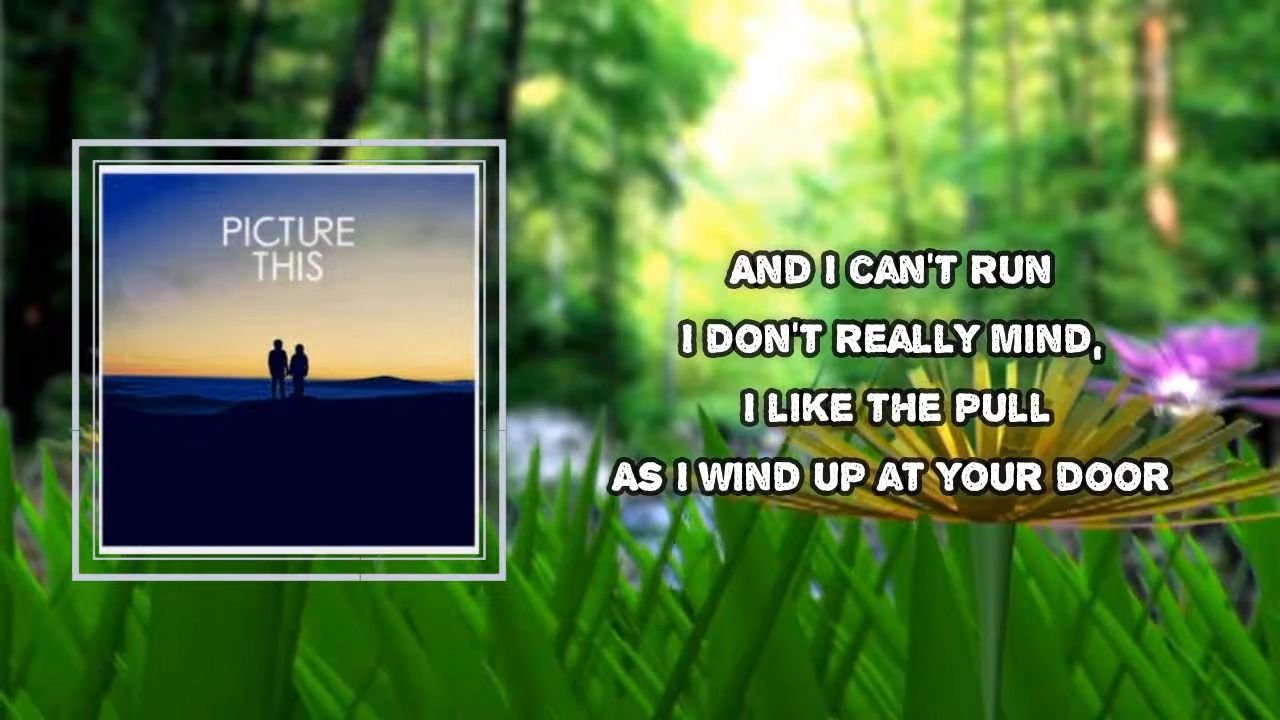 PICTURE
THIS
AND I CAN'T RUN
I DON'T REALLY MIND,
I LIKE THE PULL
AS I WIND UP AT YOUR DOOR